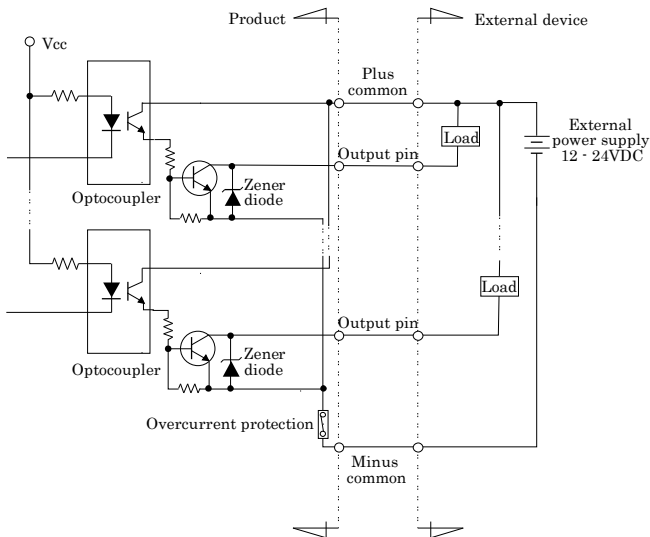 Product
External device
Vcc
Plus
common
Load
External
power supply
12 - 24VDC
Output pin
Optocoupler
Zener
diode
Load
Output pin
Optocoupler
Zener
diode
Overcurrent protection
Minus
common